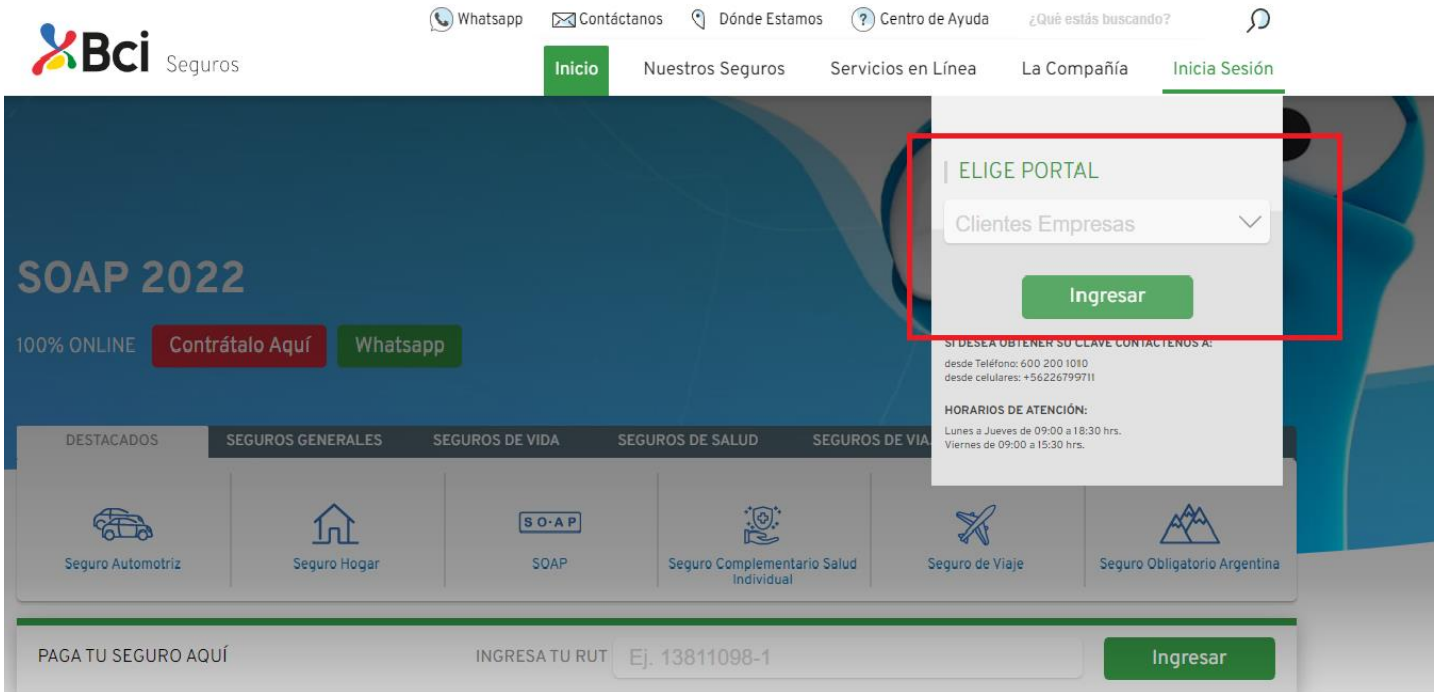 Whatsapp Contáctanos Dónde Estamos Centro de Ayuda ¿Qué estás buscando?
Bci Seguros
Inicio Nuestros Seguros Servicios en Línea La Compañía Inicia Sesión
ELIGE PORTAL
Clientes Empresas
Ingresar
SI DESEA OBTENER SU CLAVE CONTÁCTENOS A:
desde Teléfono: 600 200 1010
desde celulares: +56226799711
HORARIOS DE ATENCIÓN:
Lunes a Jueves de 09:00 a 18:30 hrs.
Viernes de 09:00 a 15:30 hrs.
SOAP 2022
100% ONLINE Contrátalo Aquí Whatsapp
DESTACADOS SEGUROS GENERALES SEGUROS DE VIDA SEGUROS DE SALUD SEGUROS DE VIA
Seguro Automotriz
Seguro Hogar
SO·AP
SOAP
Seguro Complementario Salud
Individual
Seguro de Viaje
Seguro Obligatorio Argentina
PAGA TU SEGURO AQUÍ INGRESA TU RUT Ej. 13811098-1 Ingresar